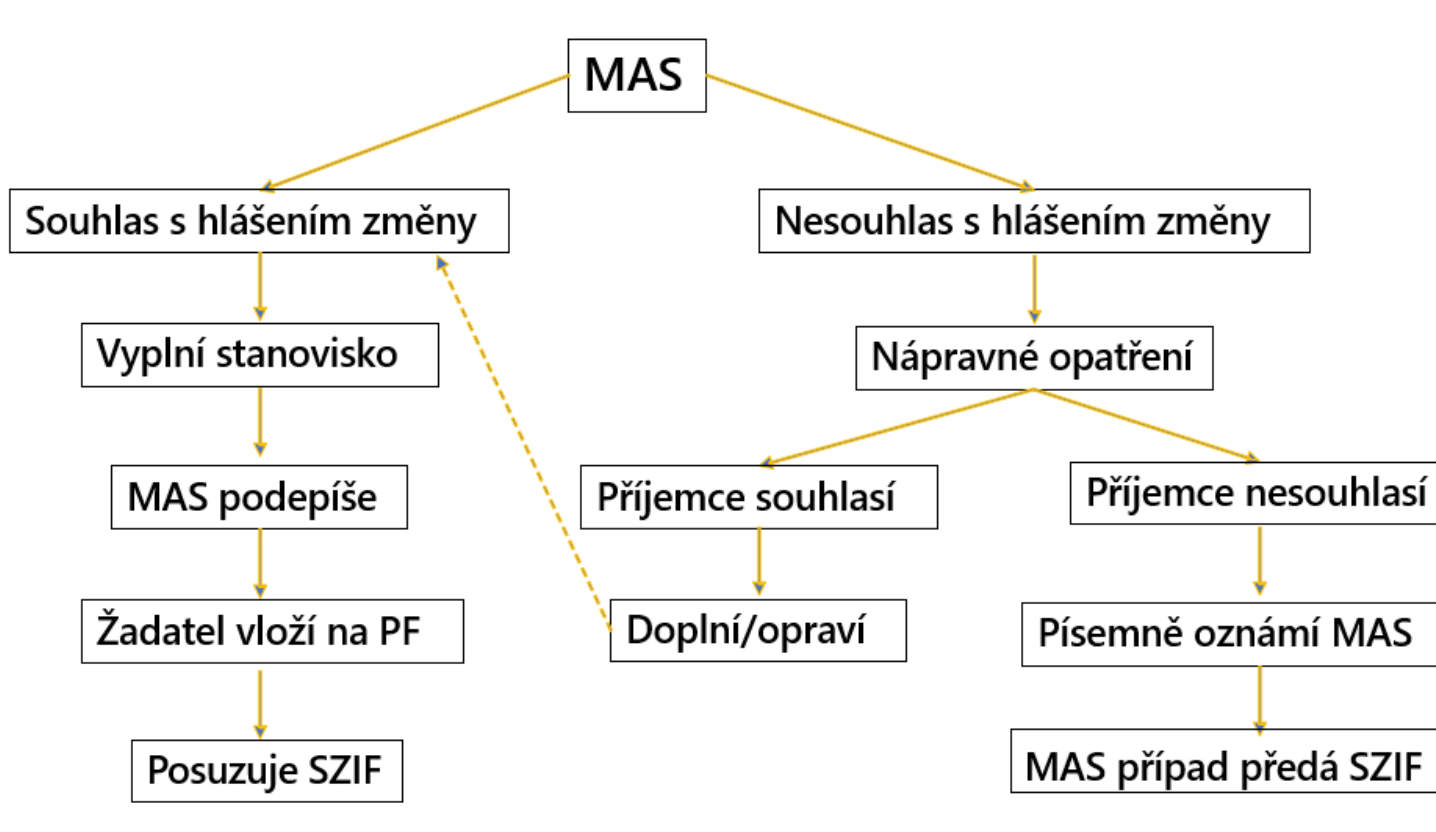 MAS
Souhlas s hlášením změny
Nesouhlas s hlášením změny
Vyplní stanovisko
Nápravné opatření
MAS podepíše
Příjemce souhlasí
Příjemce nesouhlasí
Žadatel vloží na PF
Doplní/opraví
Písemně oznámí MAS
Posuzuje SZIF
MAS případ předá SZIF